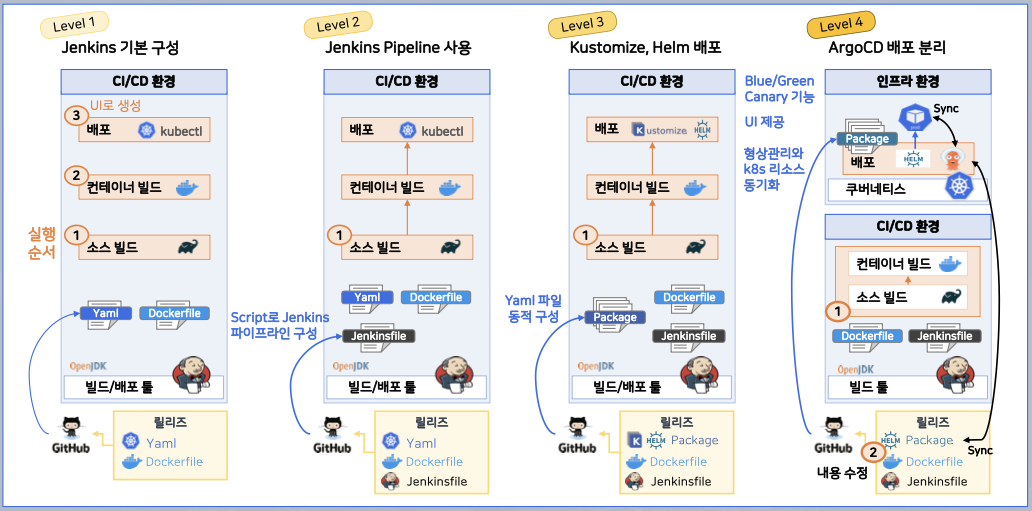 Level 1
Jenkins 기본 구성
CI/CD 환경
UI로 생성
3
배포
kubectl
2
컨테이너 빌드
실행
순서
1
소스 빌드
Yaml
Dockerfile
OpenJDK
빌드/배포 툴
GitHub
릴리즈
Yaml
Dockerfile
Level 2
Jenkins Pipeline 사용
CI/CD 환경
배포
kubectl
컨테이너 빌드
1
소스 빌드
Yaml
Dockerfile
Script로 Jenkins
파이프라인 구성
Jenkinsfile
OpenJDK
빌드/배포 툴
GitHub
릴리즈
Yaml
Dockerfile
Jenkinsfile
Level 3
Kustomize, Helm 배포
CI/CD 환경
배포
Kustomize
HELM
컨테이너 빌드
1
소스 빌드
Yaml 파일
동적 구성
Package
Dockerfile
Jenkinsfile
OpenJDK
빌드/배포 툴
GitHub
릴리즈
K
HELM
Package
Dockerfile
Jenkinsfile
Level 4
ArgoCD 배포 분리
Blue/Green
Canary 기능
UI 제공
형상관리와
k8s 리소스
동기화
인프라 환경
pod
Sync
Package
배포
HELM
쿠버네티스
CI/CD 환경
컨테이너 빌드
소스 빌드
1
Dockerfile
Jenkinsfile
OpenJDK
빌드 툴
GitHub
릴리즈
HELM
Package
Sync
2
Dockerfile
내용 수정
Jenkinsfile